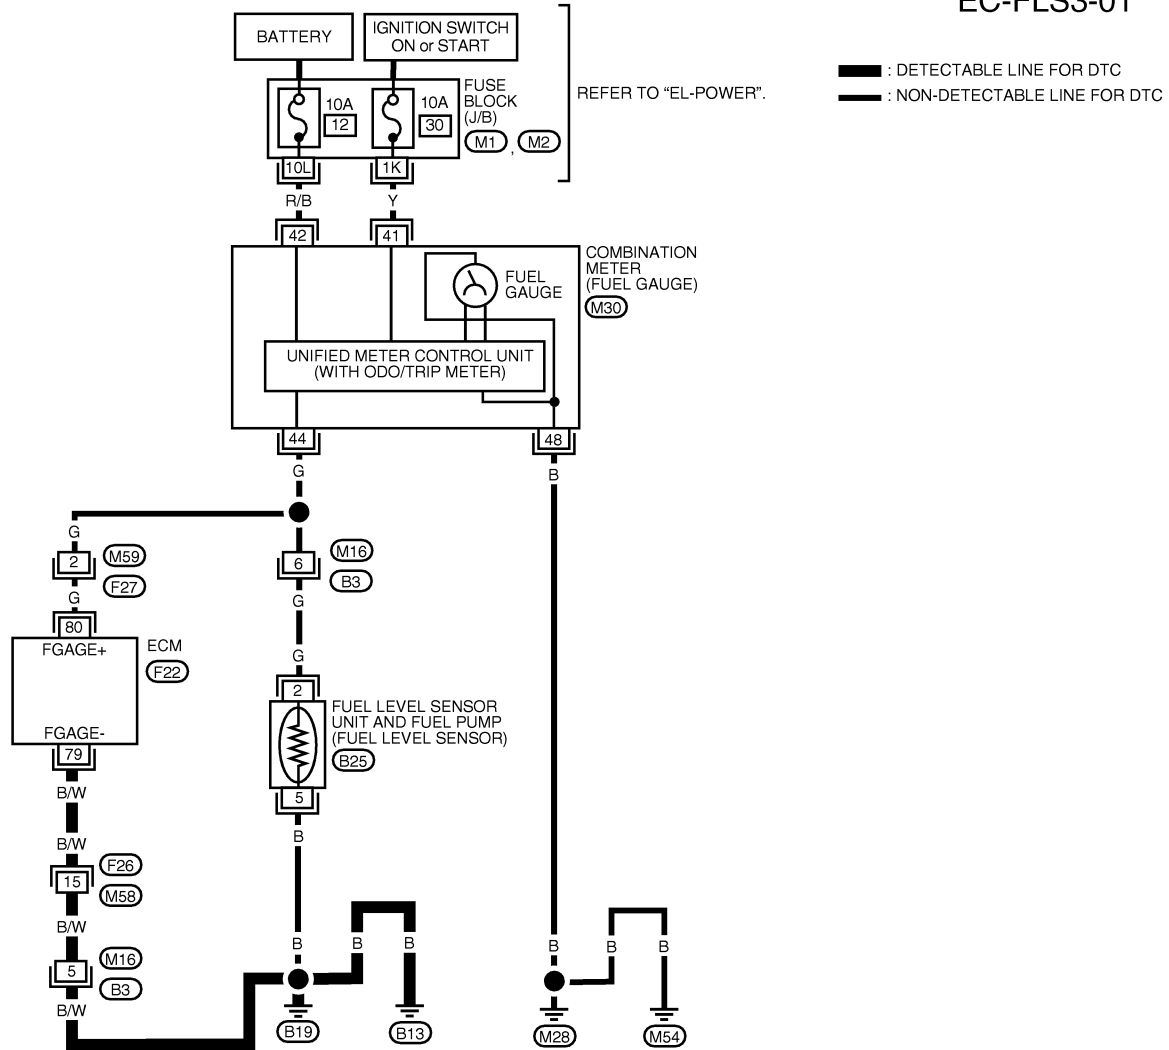 EC-FLS3-01
BATTERY
IGNITION SWITCH
ON or START
: DETECTABLE LINE FOR DTC
: NON-DETECTABLE LINE FOR DTC
10A
12
10A
30
FUSE
BLOCK
(J/B)
M1 , M2
REFER TO “EL-POWER”.
10L
1K
R/B
Y
42
41
FUEL
GAUGE
COMBINATION
METER
(FUEL GAUGE)
M30
UNIFIED METER CONTROL UNIT
(WITH ODO/TRIP METER)
44
48
G
B
G
2
M59
F27
G
6
M16
B3
G
80
FGAGE+
FGAGE-
79
ECM
F22
G
2
FUEL LEVEL SENSOR
UNIT AND FUEL PUMP
(FUEL LEVEL SENSOR)
B25
5
B/W
B
B/W
F26
15
M58
B/W
M16
5
B3
B/W
B
B
B
B
B
B
B19
B13
M28
M54